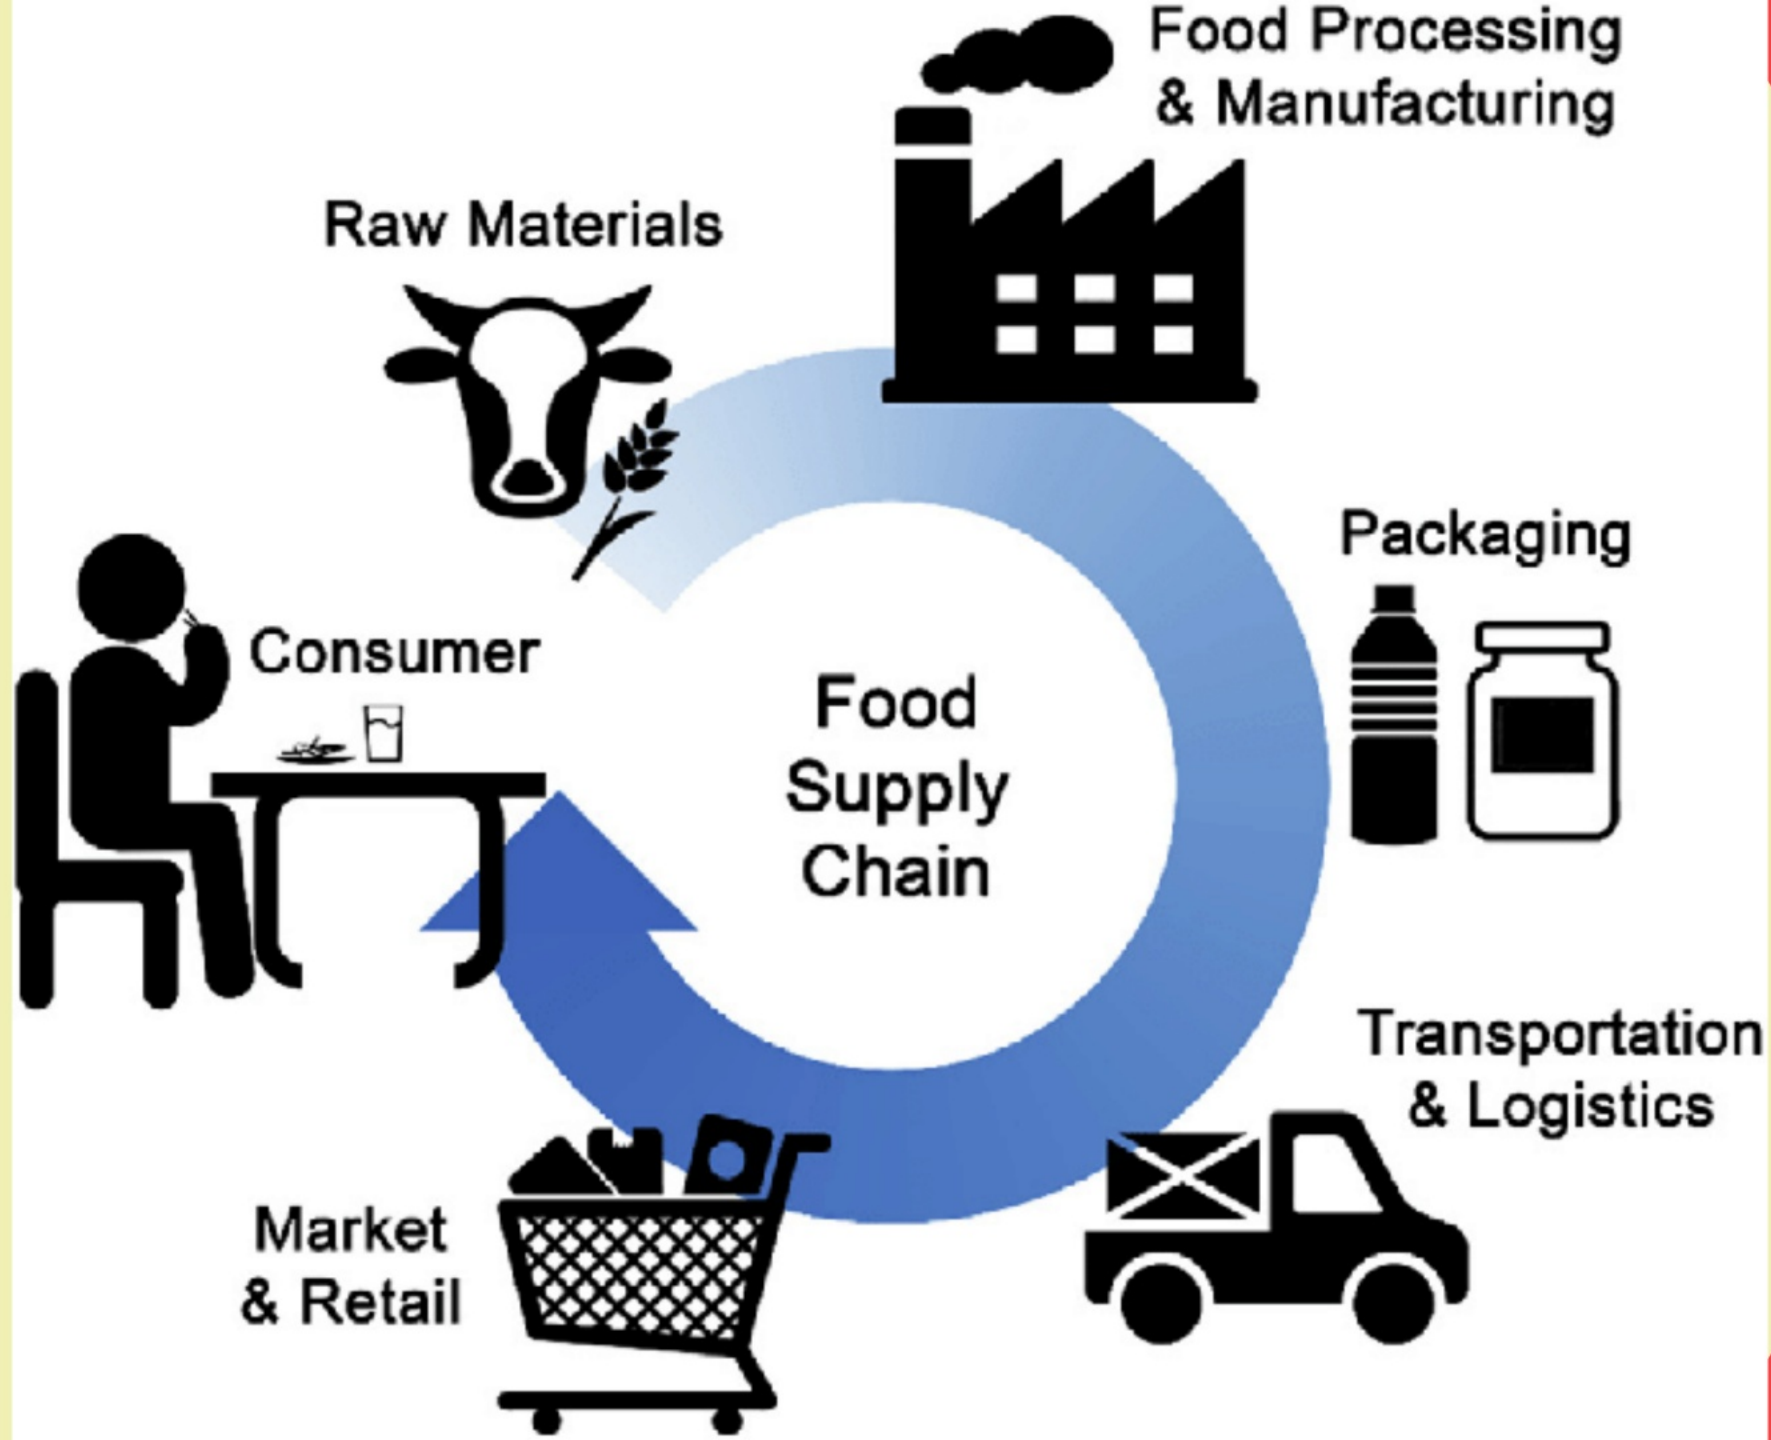 Food Processing
& Manufacturing
Raw Materials
Packaging
Consumer
Food
Supply
Chain
Transportation
& Logistics
Market
& Retail